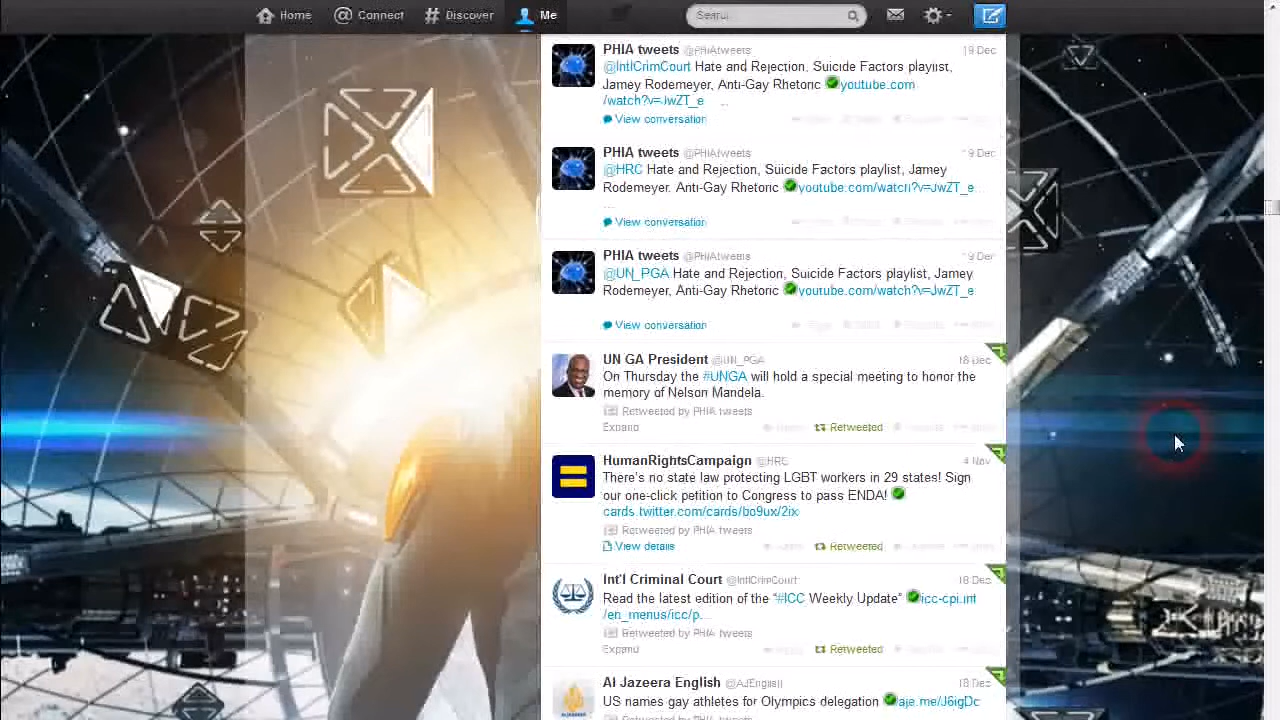 Home Connect Discover Me Search
PHIA tweets @PHIAtweets 19 Dec
@IntlCrimCourt Hate and Rejection, Suicide Factors playlist,
Jamey Rodemeyer, Anti-Gay Rhetoric youtube.com
/watch?v=JwZT_e ...
View conversation
PHIA tweets @PHIAtweets 19 Dec
@HRC Hate and Rejection, Suicide Factors playlist, Jamey
Rodemeyer, Anti-Gay Rhetoric youtube.com/watch?v=JwZT_e
...
View conversation
PHIA tweets @PHIAtweets 19 Dec
@UN_PGA Hate and Rejection, Suicide Factors playlist, Jamey
Rodemeyer, Anti-Gay Rhetoric youtube.com/watch?v=JwZT_e
View conversation
UN GA President @UN_PGA 18 Dec
On Thursday the #UNGA will hold a special meeting to honor the
memory of Nelson Mandela.
Retweeted by PHIA tweets
Expand Retweeted
HumanRightsCampaign @HRC 4 Nov
There's no state law protecting LGBT workers in 29 states! Sign
our one-click petition to Congress to pass ENDA!
cards.twitter.com/cards/bo9ux/2ix
Retweeted by PHIA tweets
View details Retweeted
Int'l Criminal Court @IntlCrimCourt 18 Dec
Read the latest edition of the "#ICC Weekly Update" icc-cpi.int
/en_menus/icc/p...
Retweeted by PHIA tweets
Expand Retweeted
Al Jazeera English @AJEnglish 18 Dec
US names gay athletes for Olympics delegation aje.me/J6igDc
Retweeted by PHIA tweets